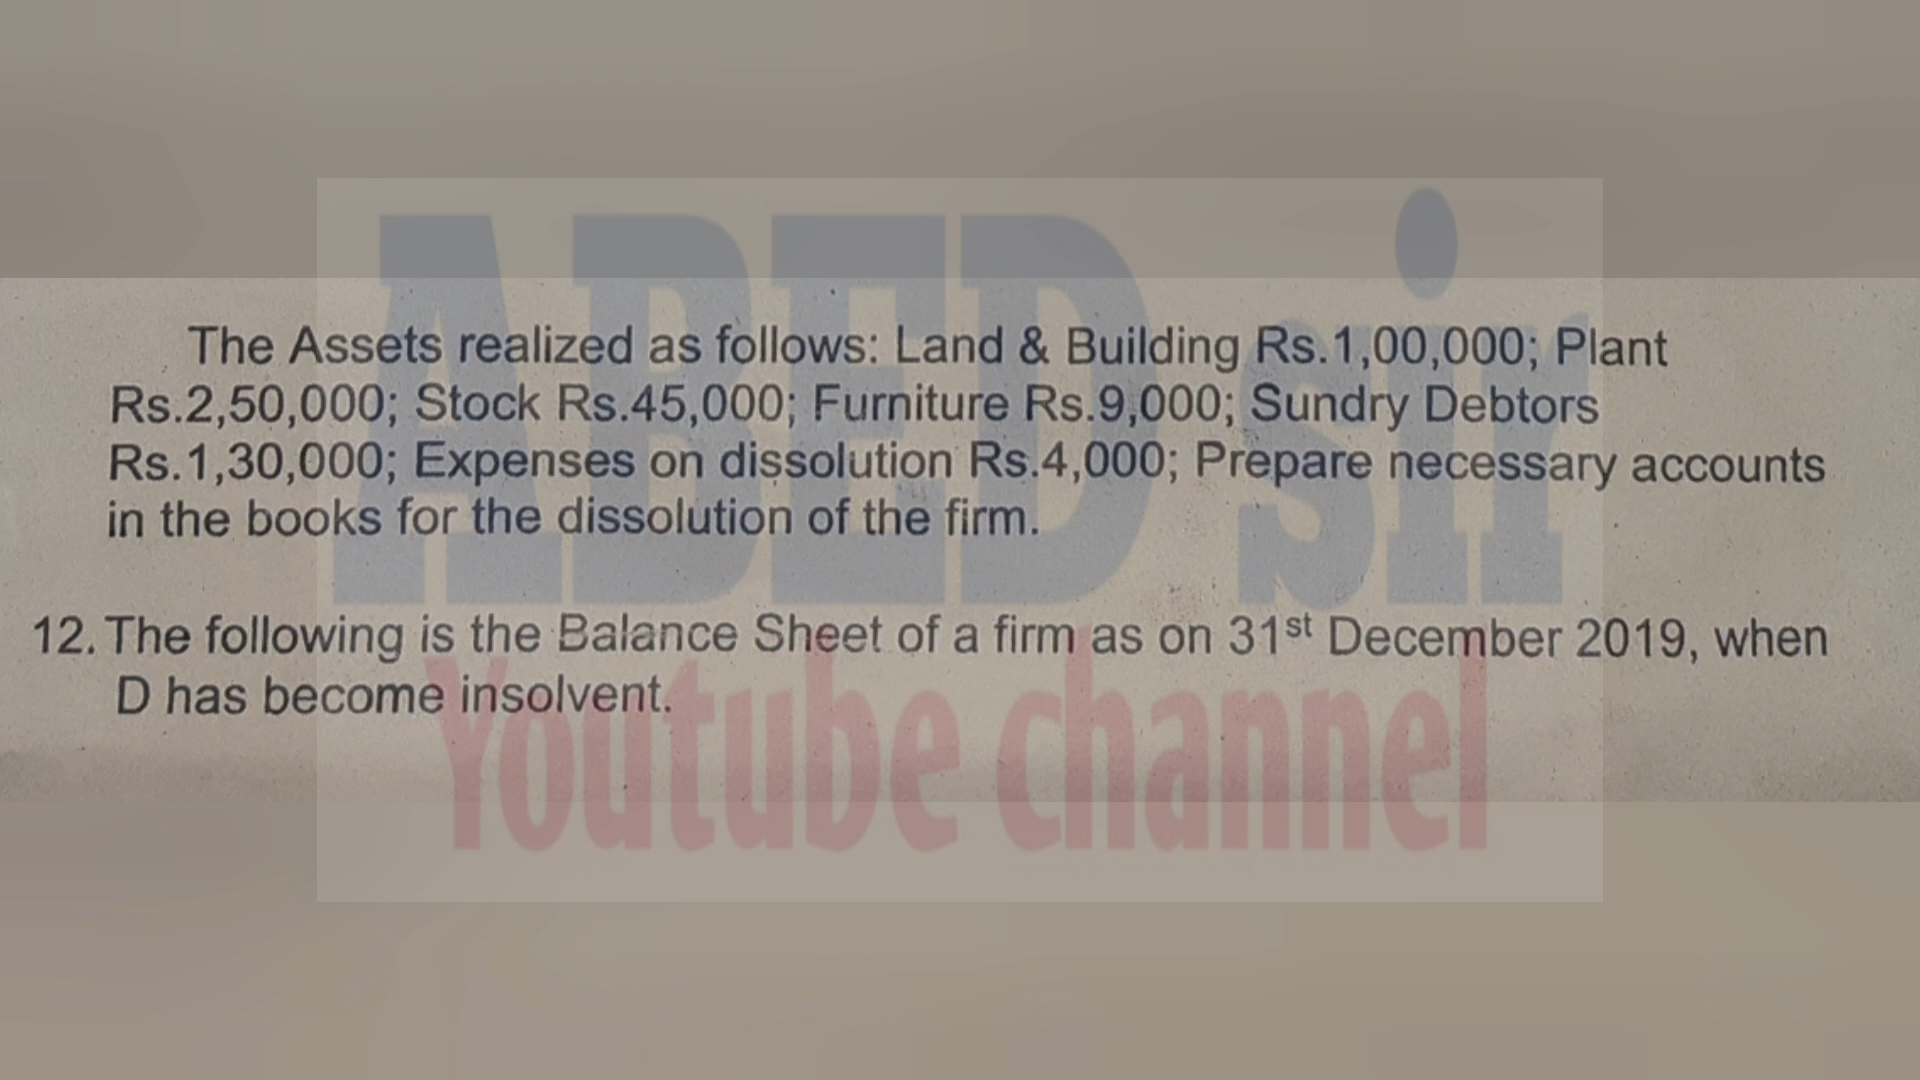 The Assets realized as follows: Land & Building Rs.1,00,000; Plant
Rs.2,50,000; Stock Rs.45,000; Furniture Rs.9,000; Sundry Debtors
Rs.1,30,000; Expenses on dissolution Rs.4,000; Prepare necessary accounts
in the books for the dissolution of the firm.
12. The following is the Balance Sheet of a firm as on 31st December 2019, when
D has become insolvent.
ABED sir
Youtube channel